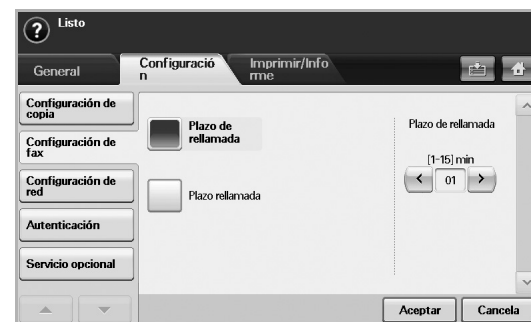 ? Listo
General
Configuració
n
Imprimir/Info
rme
Configuración de
copia
Configuración de
fax
Configuración de
red
Autenticación
Servicio opcional
Plazo de
rellamada
Plazo rellamada
Plazo de rellamada
[1-15] min
< 01 >
Aceptar
Cancela